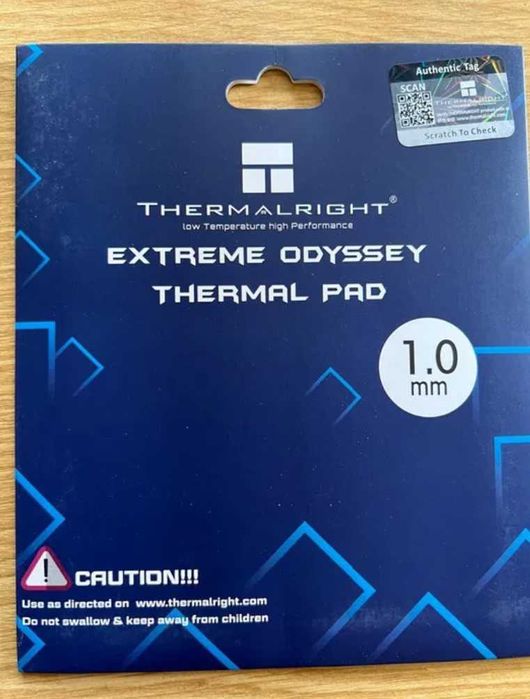 Authentic Tag
SCAN
THERMALRIGHT
Scratch To Check
THERMALRIGHT®
low Temperature high Performance
EXTREME ODYSSEY
THERMAL PAD
1.0
mm
!
CAUTION!!!
Use as directed on www.thermalright.com
Do not swallow & keep away from children